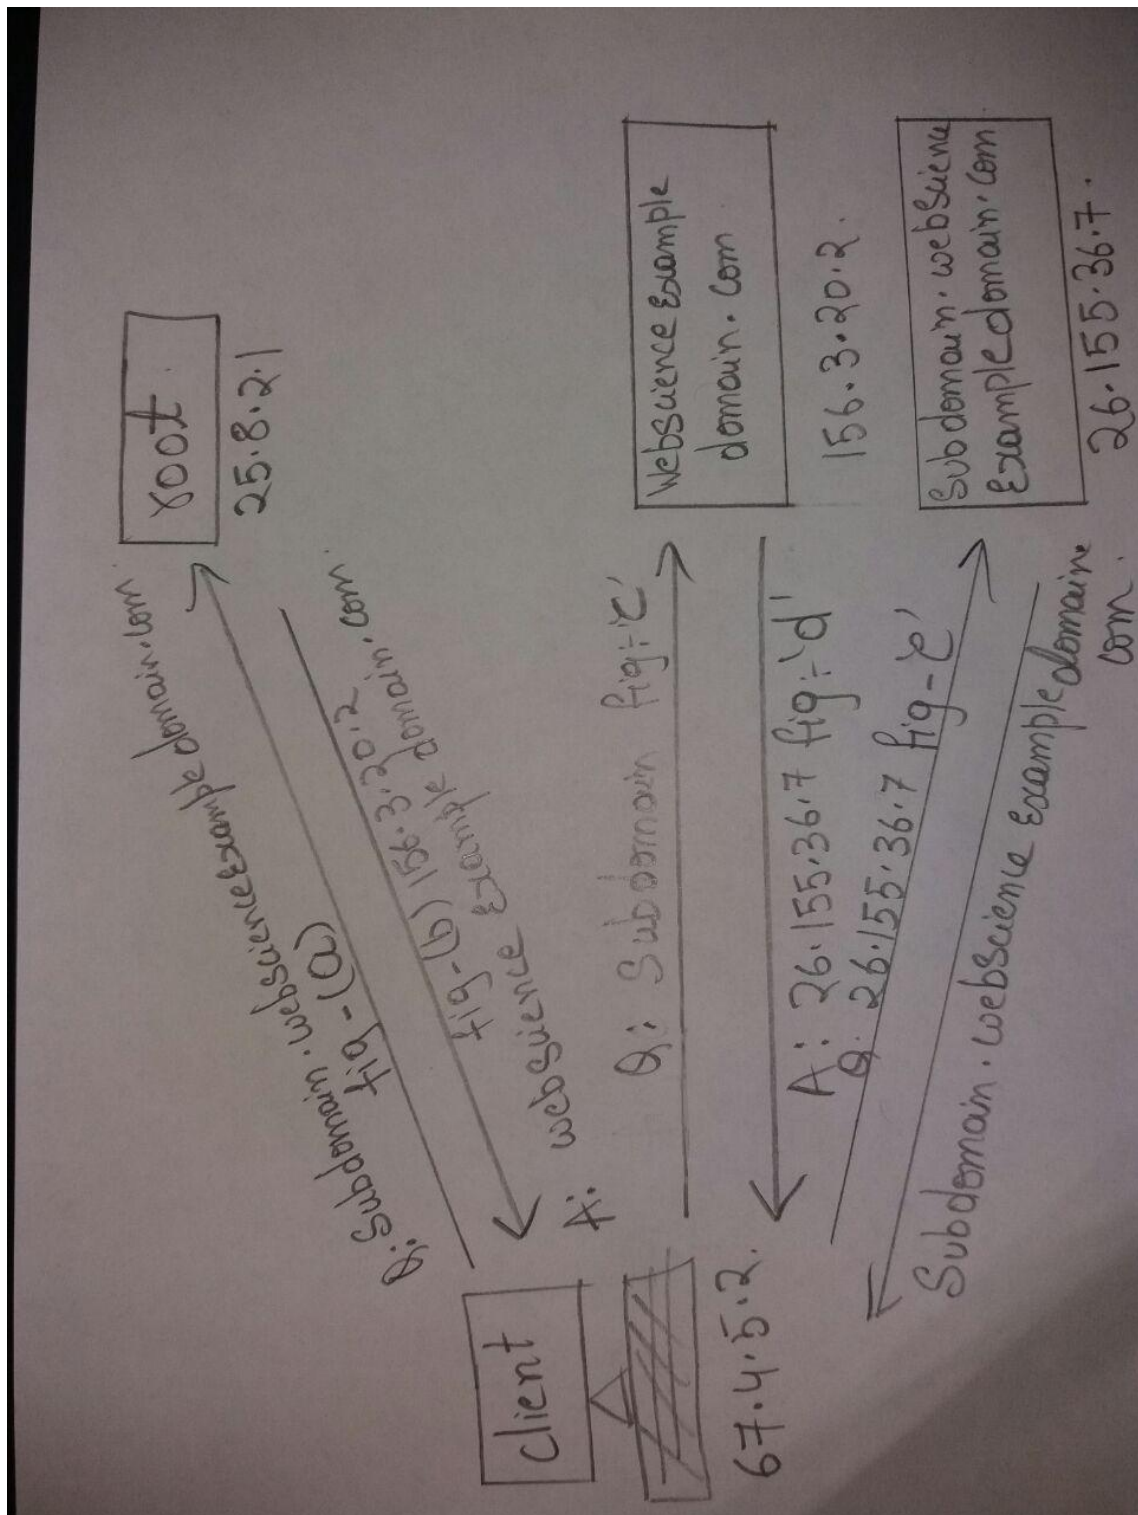 root
25.8.2.1
Q: Subdomain.webscienceExampledomain.com
fig-(a)
fig-(b) 156.3.20.2
A: webscience Example domain.com.
client
67.4.5.2.
Q: Subdomain fig:-'c'
Webscience Example
domain.com
156.3.20.2.
A: 26.155.36.7 fig:-'d'
Q: 26.155.36.7 fig-'e'
Subdomain.webscience
Exampledomain.com
26.155.36.7.
Subdomain.webscience Exampledomaine
com.